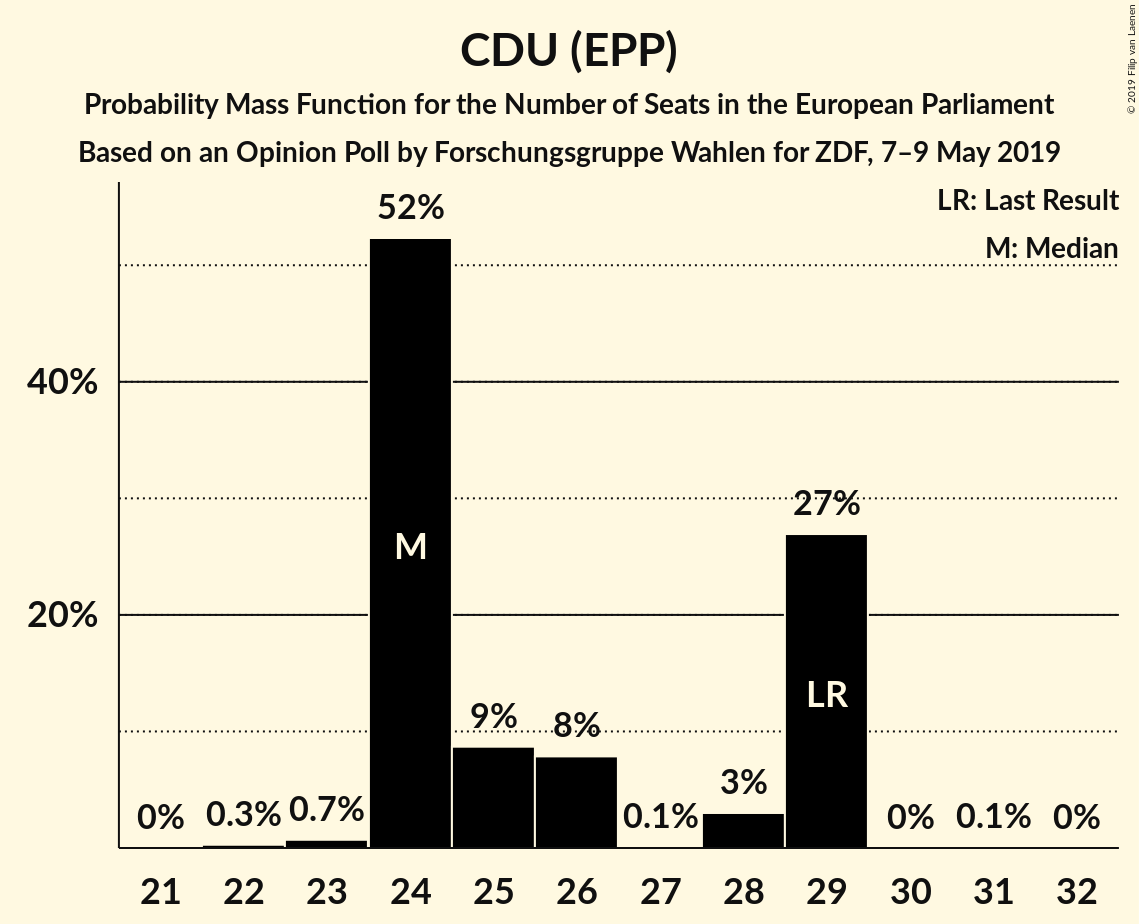 CDU (EPP)
Probability Mass Function for the Number of Seats in the European Parliament
Based on an Opinion Poll by Forschungsgruppe Wahlen for ZDF, 7–9 May 2019
© 2019 Filip van Laenen
LR: Last Result
M: Median
40%
20%
0%
0.3%
0.7%
52%
9%
8%
0.1%
3%
27%
0%
0.1%
0%
M
LR
21 22 23 24 25 26 27 28 29 30 31 32